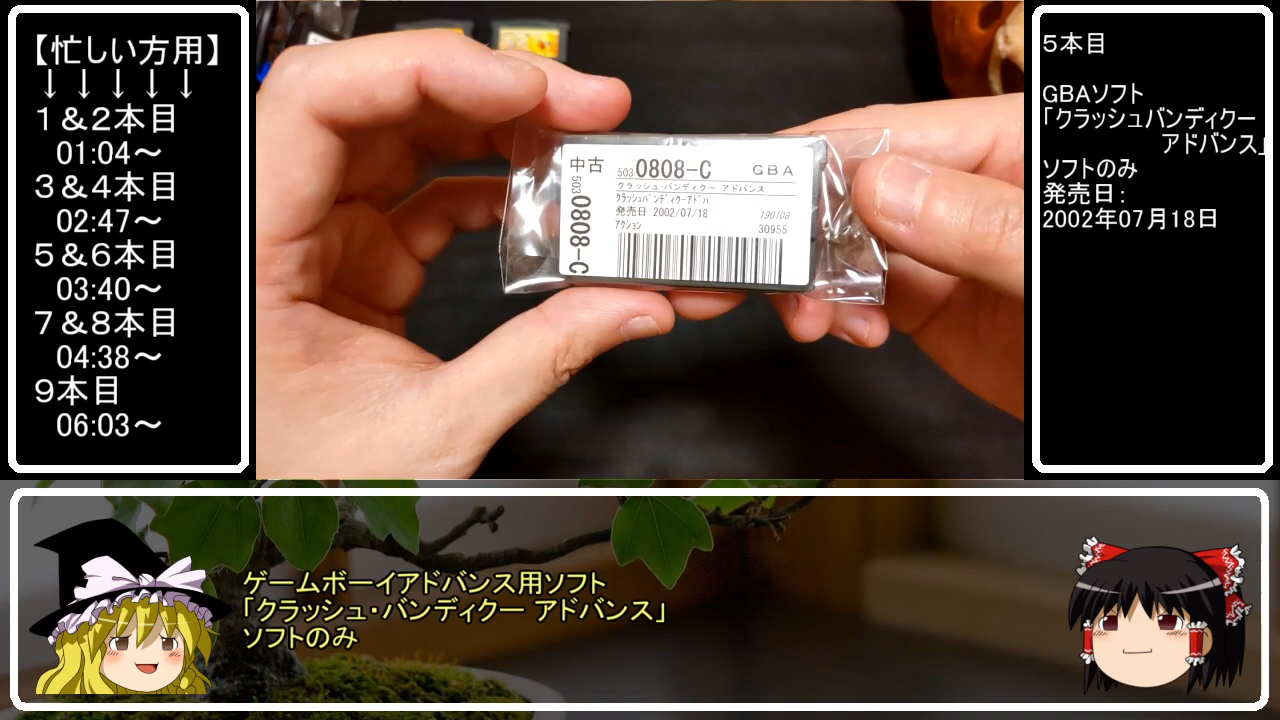 【忙しい方用】
↓↓↓↓↓
１＆２本目
01:04～
３＆４本目
02:47～
５＆６本目
03:40～
７＆８本目
04:38～
９本目
06:03～
中古
503 0808-C
503 0808-C
GBA
クラッシュ・バンディクー アドバンス
ｸﾗｯｼｭﾊﾞﾝﾃﾞｨｸｰｱﾄﾞﾊ
発売日 2002/07/18
190108
ｱｸｼｮﾝ
30955
５本目
GBAソフト
「クラッシュバンディクー
アドバンス」
ソフトのみ
発売日：
2002年07月18日
ゲームボーイアドバンス用ソフト
「クラッシュ・バンディクー アドバンス」
ソフトのみ